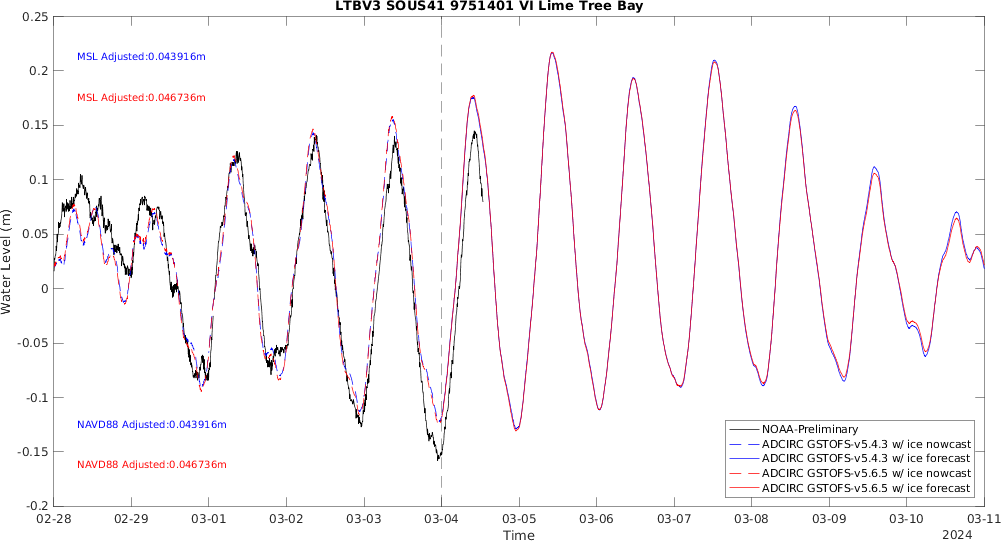 LTBV3 SOUS41 9751401 VI Lime Tree Bay
0.25
0.2
0.15
0.1
0.05
0
-0.05
-0.1
-0.15
-0.2
Water Level (m)
MSL Adjusted:0.043916m
MSL Adjusted:0.046736m
NAVD88 Adjusted:0.043916m
NAVD88 Adjusted:0.046736m
NOAA-Preliminary
ADCIRC GSTOFS-v5.4.3 w/ ice nowcast
ADCIRC GSTOFS-v5.4.3 w/ ice forecast
ADCIRC GSTOFS-v5.6.5 w/ ice nowcast
ADCIRC GSTOFS-v5.6.5 w/ ice forecast
02-28 02-29 03-01 03-02 03-03 03-04 03-05 03-06 03-07 03-08 03-09 03-10 03-11
Time
2024